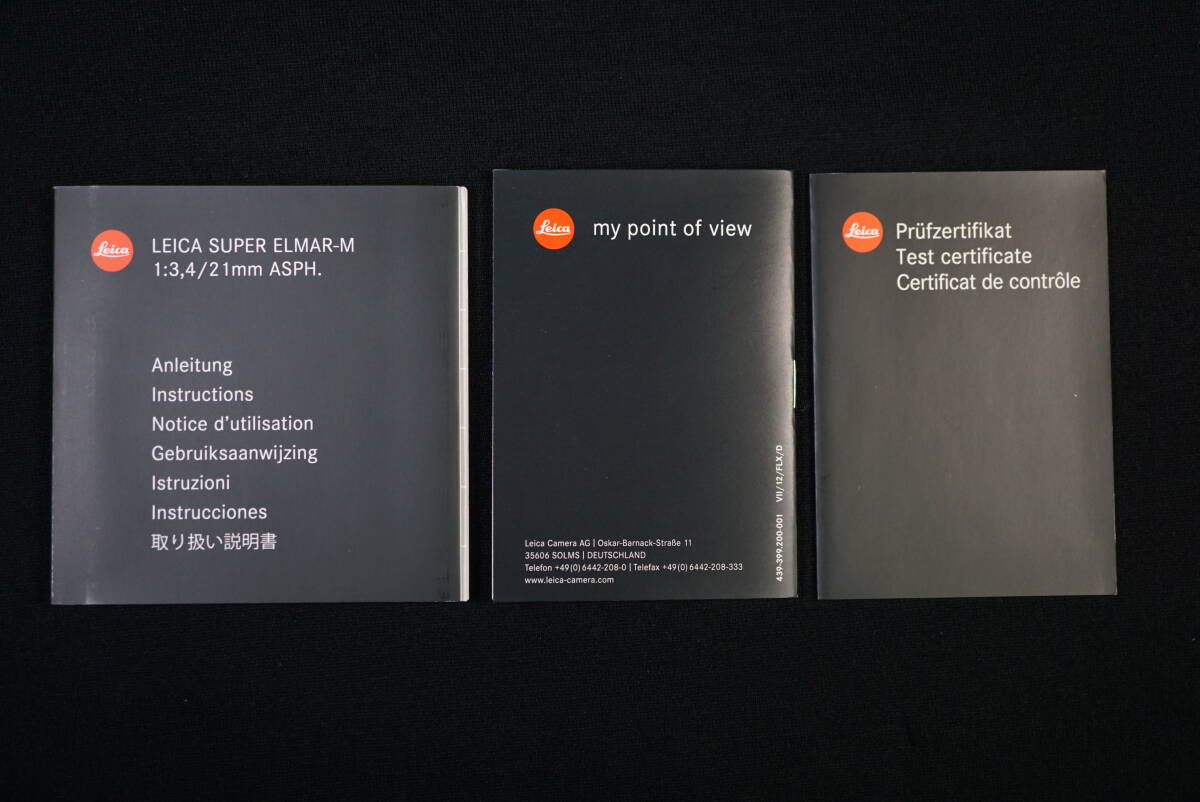 Leica
LEICA SUPER ELMAR-M
1:3,4/21mm ASPH.
Anleitung
Instructions
Notice d'utilisation
Gebruiksaanwijzing
Istruzioni
Instrucciones
取り扱い説明書
Leica
my point of view
Leica Camera AG | Oskar-Barnack-Straße 11
35606 SOLMS | DEUTSCHLAND
Telefon +49(0)6442-208-0 | Telefax +49(0)6442-208-333
www.leica-camera.com
439-399.200-001 VII/12/FLX/D
Leica
Prüfzertifikat
Test certificate
Certificat de contrôle